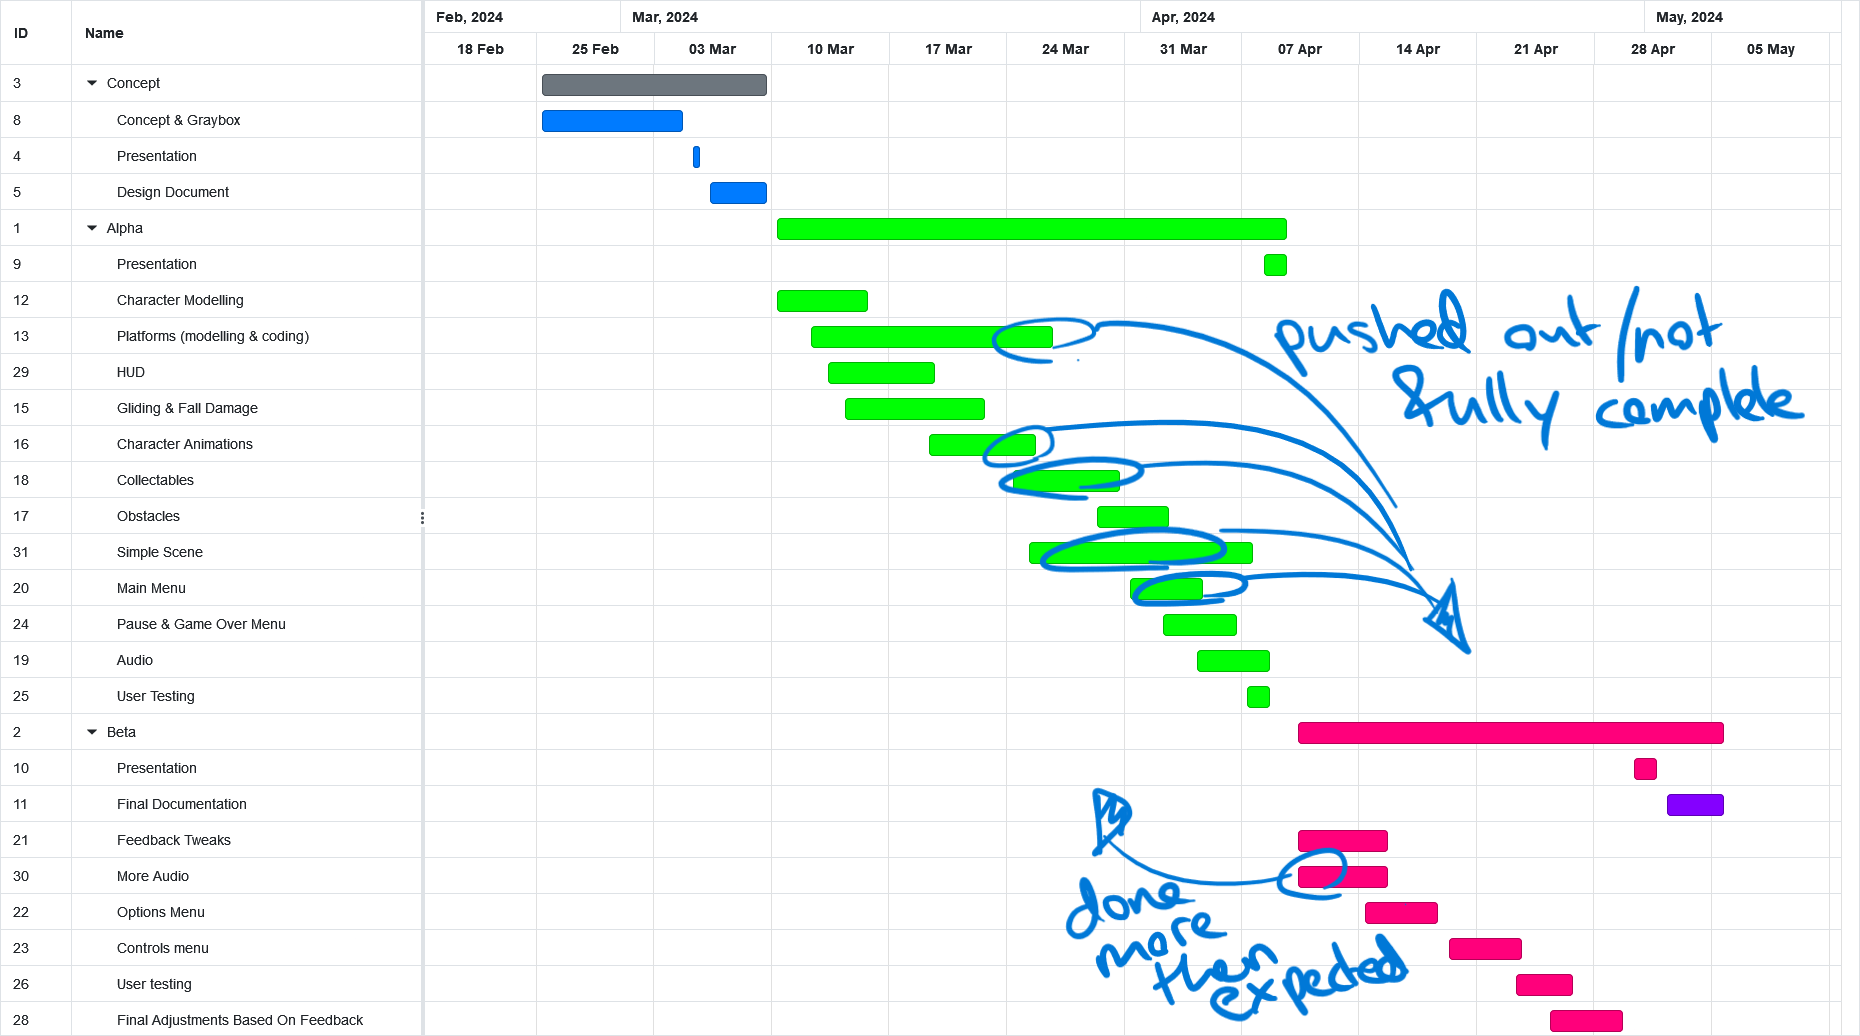 ID Name Feb, 2024 Mar, 2024 Apr, 2024 May, 2024
18 Feb 25 Feb 03 Mar 10 Mar 17 Mar 24 Mar 31 Mar 07 Apr 14 Apr 21 Apr 28 Apr 05 May
3 Concept
8 Concept & Graybox
4 Presentation
5 Design Document
1 Alpha
9 Presentation
12 Character Modelling
13 Platforms (modelling & coding)
29 HUD
15 Gliding & Fall Damage
16 Character Animations
18 Collectables
17 Obstacles
31 Simple Scene
20 Main Menu
24 Pause & Game Over Menu
19 Audio
25 User Testing
2 Beta
10 Presentation
11 Final Documentation
21 Feedback Tweaks
30 More Audio
22 Options Menu
23 Controls menu
26 User testing
28 Final Adjustments Based On Feedback
pushed out/not
fully complete
done
more
then
expected